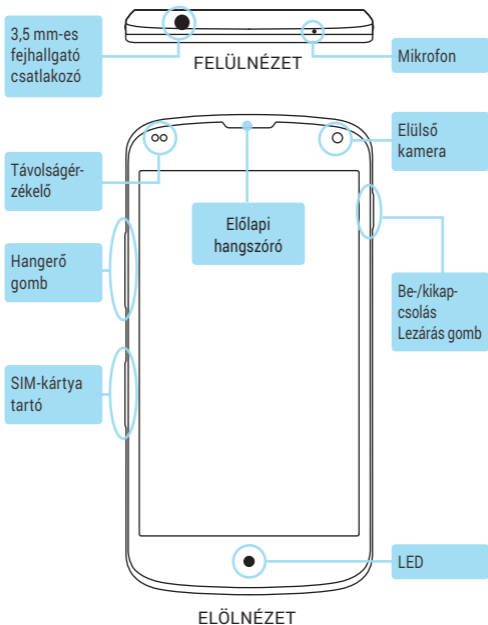 3,5 mm-es
fejhallgató
csatlakozó
FELÜLNÉZET
Mikrofon
Elülső
kamera
Távolságér-
zékelő
Előlapi
hangszóró
Hangerő
gomb
Be-/kikap-
csolás
Lezárás gomb
SIM-kártya
tartó
LED
ELÖLNÉZET